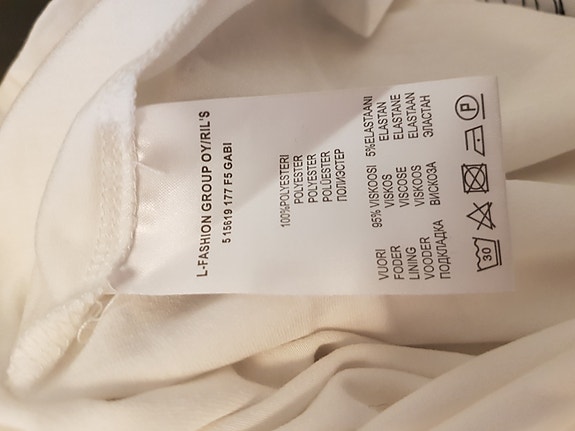 L-FASHION GROUP OY/RIL'S
5 15619 177 F5 GABI
100%POLYESTERI
POLYESTER
POLYESTER
POLÜESTER
ПОЛИЭСТЕР
VUORI 95% VISKOOSI 5%ELASTAANI
FODER VISKOS ELASTAN
LINING VISCOSE ELASTANE
VOODER VISKOOS ELASTAAN
ПОДКЛАДКА ВИСКОЗА ЭЛАСТАН
30 P